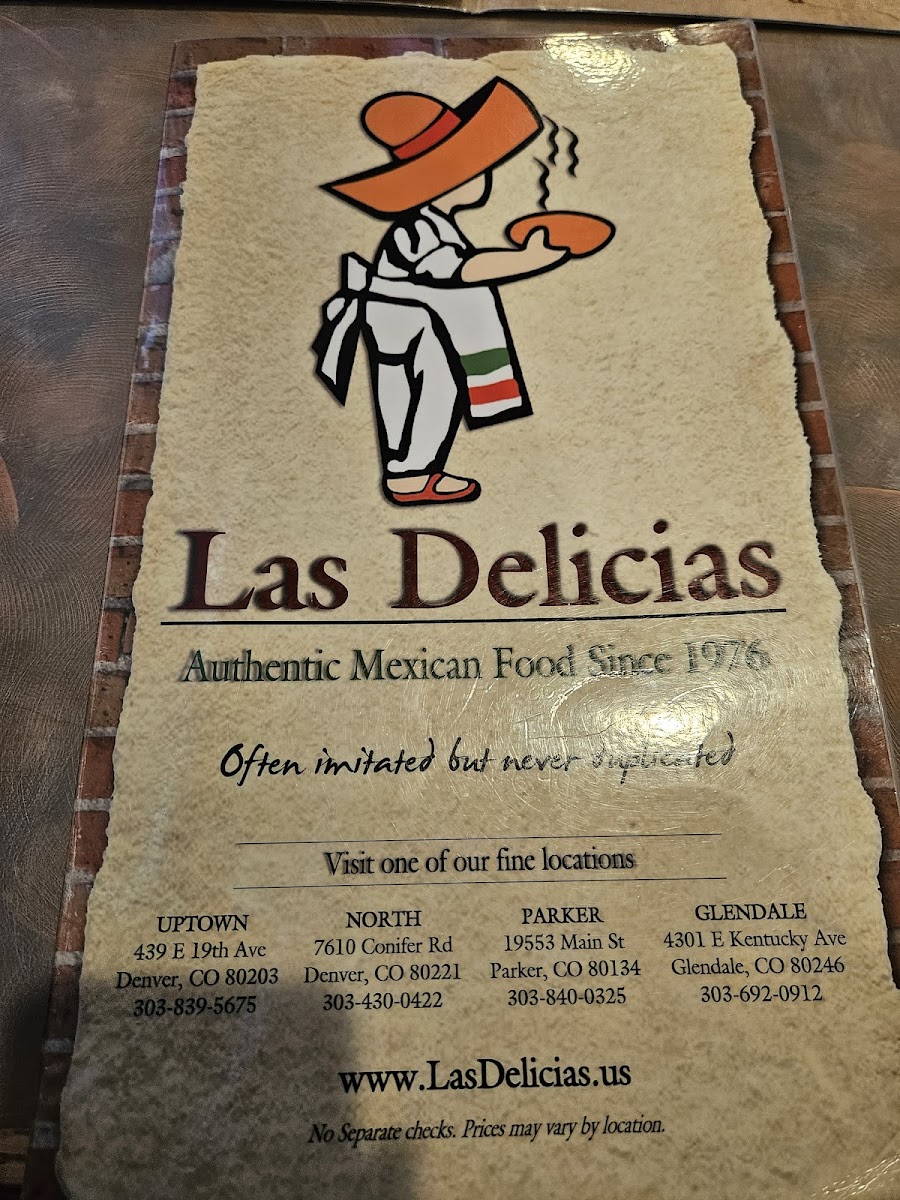 Las Delicias
Authentic Mexican Food Since 1976
Often imitated but never duplicated
Visit one of our fine locations
UPTOWN
439 E 19th Ave
Denver, CO 80203
303-839-5675
NORTH
7610 Conifer Rd
Denver, CO 80221
303-430-0422
PARKER
19553 Main St
Parker, CO 80134
303-840-0325
GLENDALE
4301 E Kentucky Ave
Glendale, CO 80246
303-692-0912
www.LasDelicias.us
No Separate checks. Prices may vary by location.